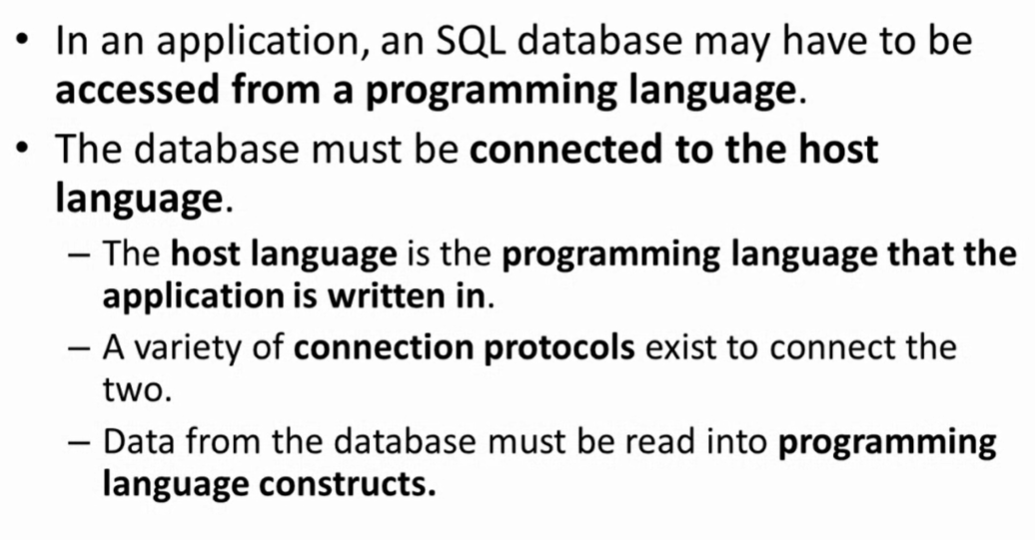 • In an application, an SQL database may have to be
accessed from a programming language.
• The database must be connected to the host
language.
– The host language is the programming language that the
application is written in.
– A variety of connection protocols exist to connect the
two.
– Data from the database must be read into programming
language constructs.